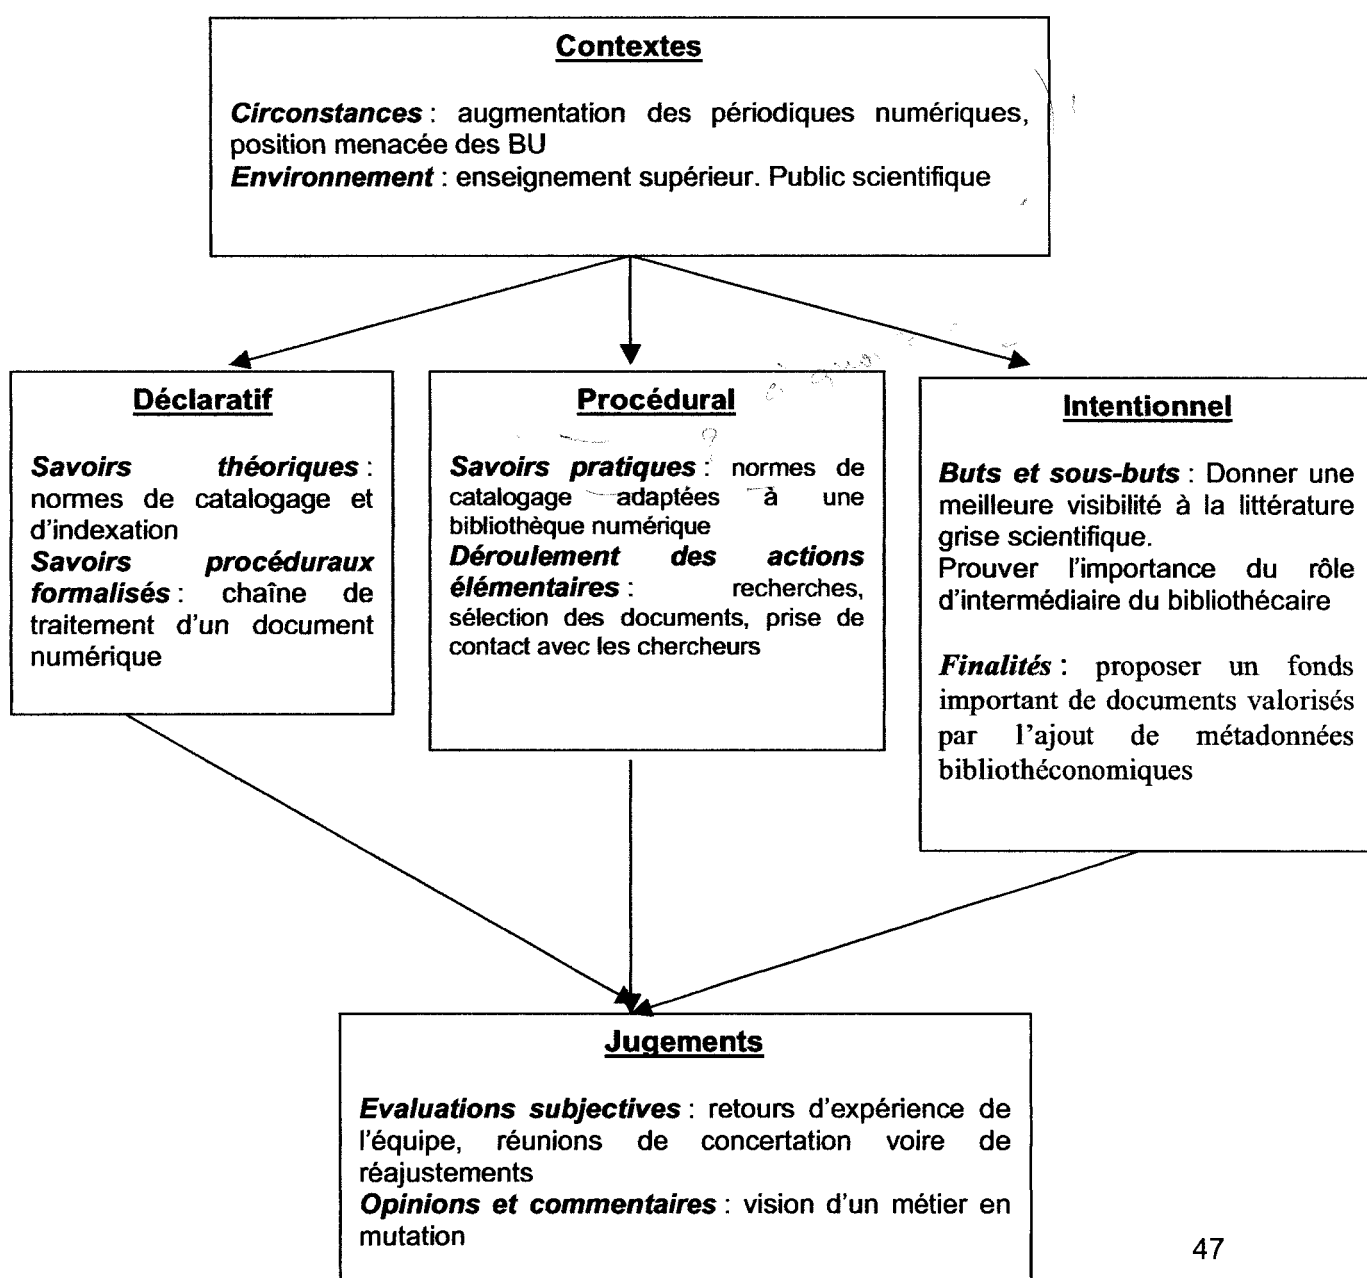 Contextes
Circonstances : augmentation des périodiques numériques,
position menacée des BU
Environnement : enseignement supérieur. Public scientifique
Déclaratif
Savoirs théoriques :
normes de catalogage et
d'indexation
Savoirs procéduraux
formalisés : chaîne de
traitement d'un document
numérique
Procédural
Savoirs pratiques : normes de
catalogage adaptées à une
bibliothèque numérique
Déroulement des actions
élémentaires : recherches,
sélection des documents, prise de
contact avec les chercheurs
Intentionnel
Buts et sous-buts : Donner une
meilleure visibilité à la littérature
grise scientifique.
Prouver l'importance du rôle
d'intermédiaire du bibliothécaire
Finalités : proposer un fonds
important de documents valorisés
par l'ajout de métadonnées
bibliothéconomiques
Jugements
Evaluations subjectives : retours d'expérience de
l'équipe, réunions de concertation voire de
réajustements
Opinions et commentaires : vision d'un métier en
mutation
47